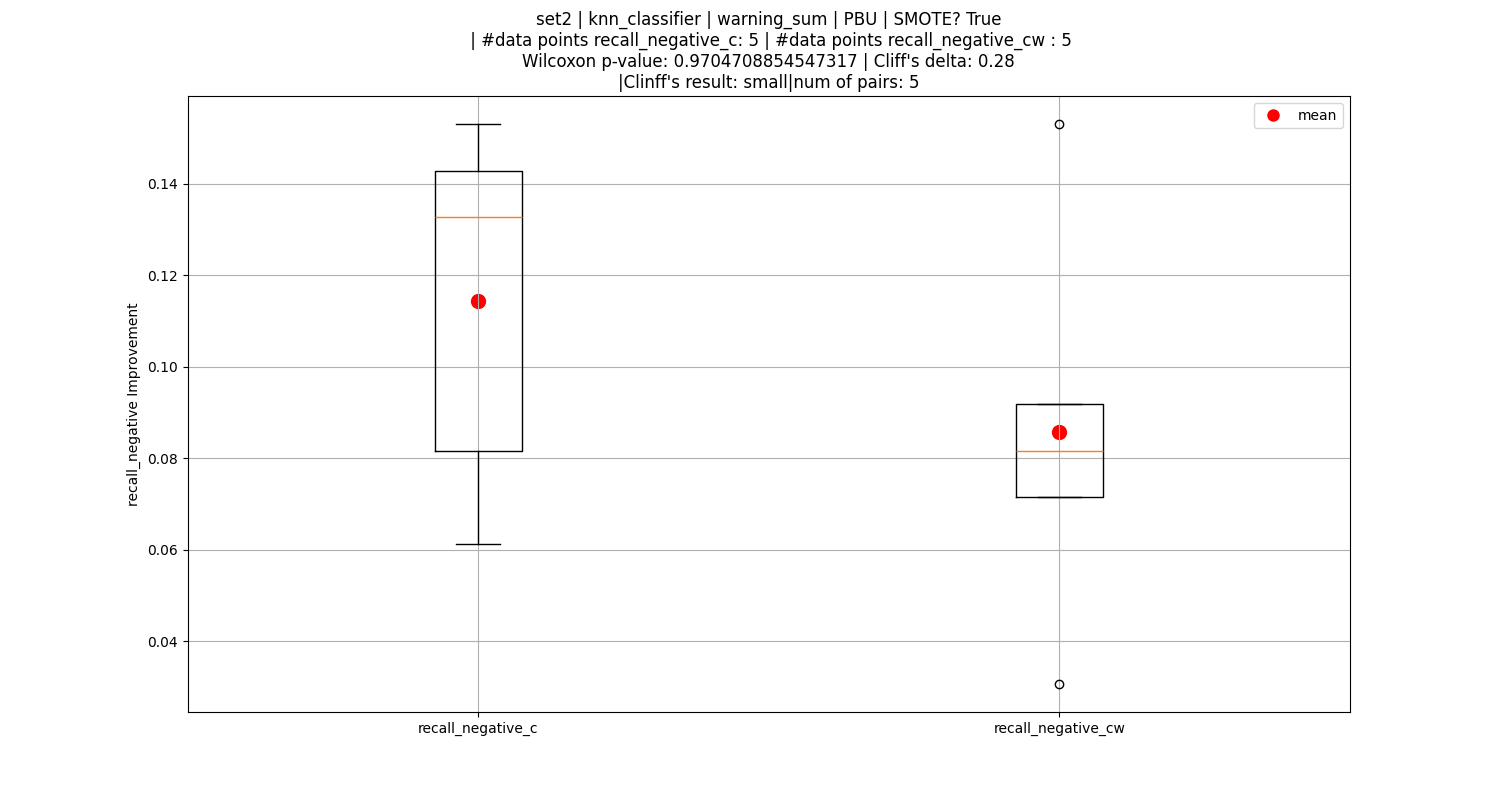 set2 | knn_classifier | warning_sum | PBU | SMOTE? True
| #data points recall_negative_c: 5 | #data points recall_negative_cw : 5
Wilcoxon p-value: 0.9704708854547317 | Cliff's delta: 0.28
|Clinff's result: small|num of pairs: 5
mean
0.14
0.12
0.10
0.08
0.06
0.04
recall_negative Improvement
recall_negative_c
recall_negative_cw